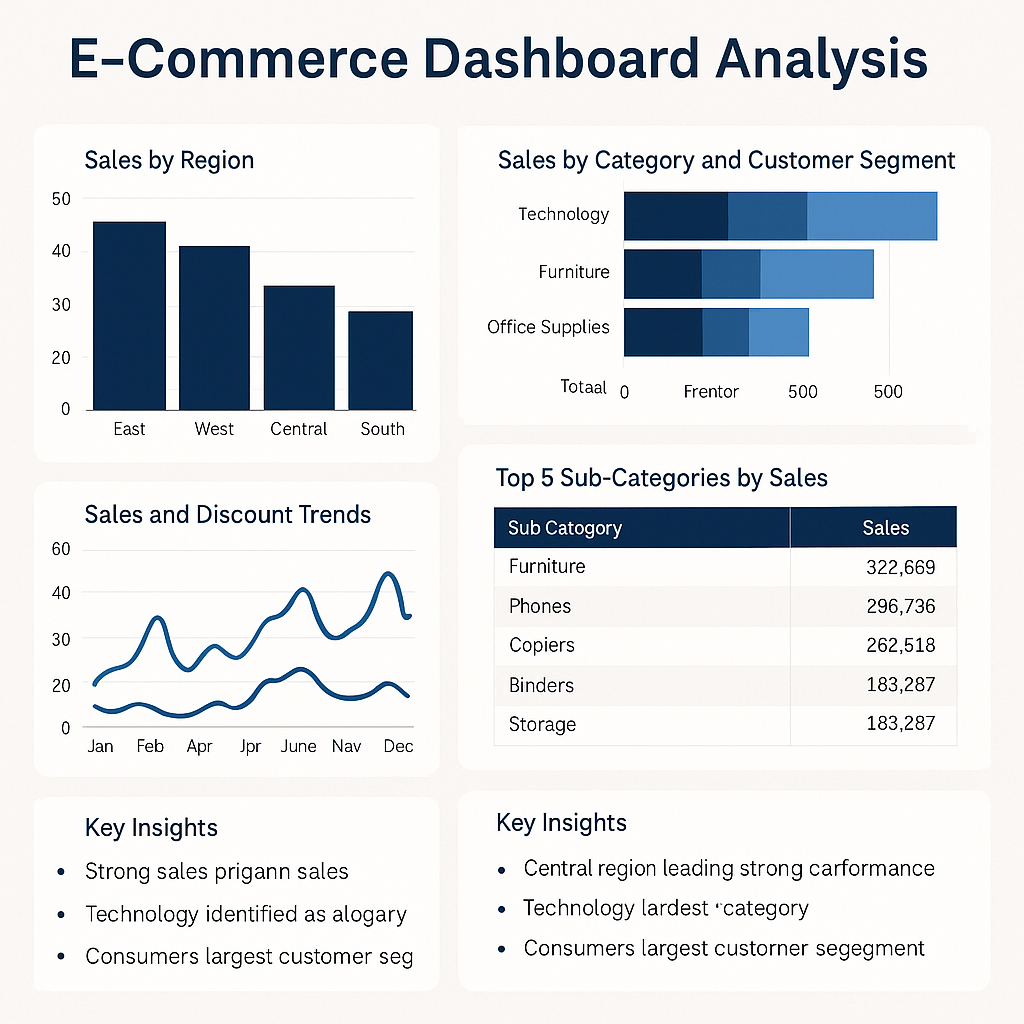 E-Commerce Dashboard Analysis
Sales by Region
50
40
30
20
0
East West Central South
Sales by Category and Customer Segment
Technology
Furniture
Office Supplies
Totaal 0 Frentor 500 500
Sales and Discount Trends
60
40
30
20
0
Jan Feb Apr Jpr June Nav Dec
Top 5 Sub-Categories by Sales
Sub Catogory Sales
Furniture 322,669
Phones 296,736
Copiers 262,518
Binders 183,287
Storage 183,287
Key Insights
• Strong sales prigann sales
• Technology identified as alogary
• Consumers largest customer seg
Key Insights
• Central region leading strong carformance
• Technology lardest "category
• Consumers largest custorner segegment